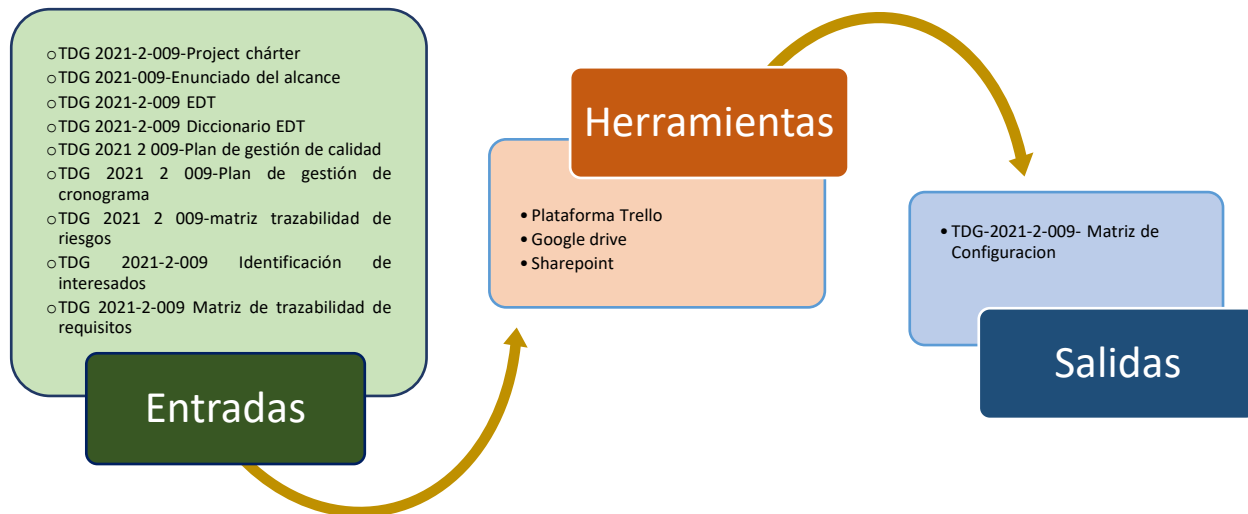 ○TDG 2021-2-009-Project chárter
○TDG 2021-009-Enunciado del alcance
○TDG 2021-2-009 EDT
○TDG 2021-2-009 Diccionario EDT
○TDG 2021 2 009-Plan de gestión de calidad
○TDG 2021 2 009-Plan de gestión de
cronograma
○TDG 2021 2 009-matriz trazabilidad de
riesgos
○TDG 2021-2-009 Identificación de
interesados
○TDG 2021-2-009 Matriz de trazabilidad de
requisitos
Entradas
Herramientas
• Plataforma Trello
• Google drive
• Sharepoint
• TDG-2021-2-009- Matriz de
Configuracion
Salidas